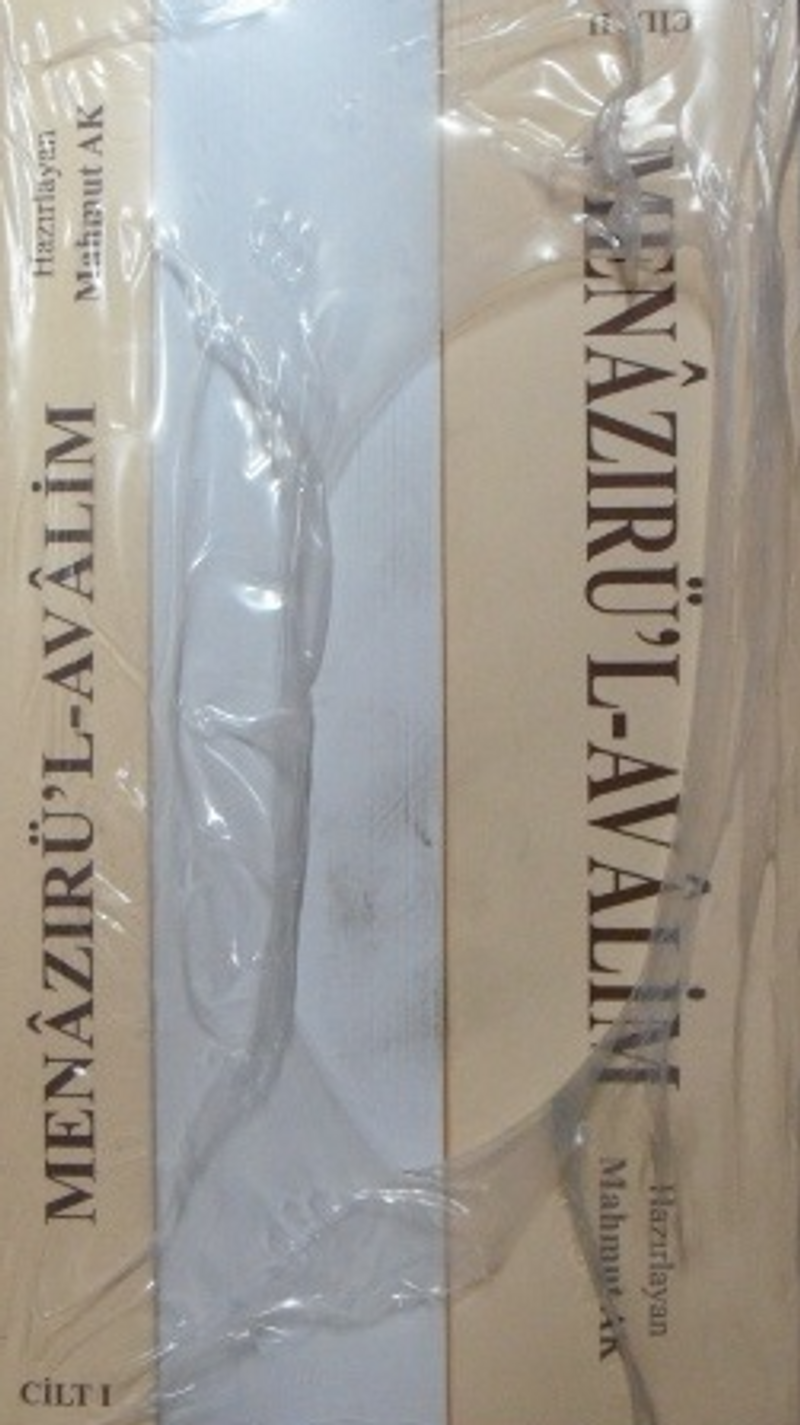 CİLT I
MENÂZIRÜ'L-AVÂLİM
Hazırlayan
Mahmut AK
CİLT II
MENÂZIRÜ'L-AVÂLİM
Hazırlayan
Mahmut AK